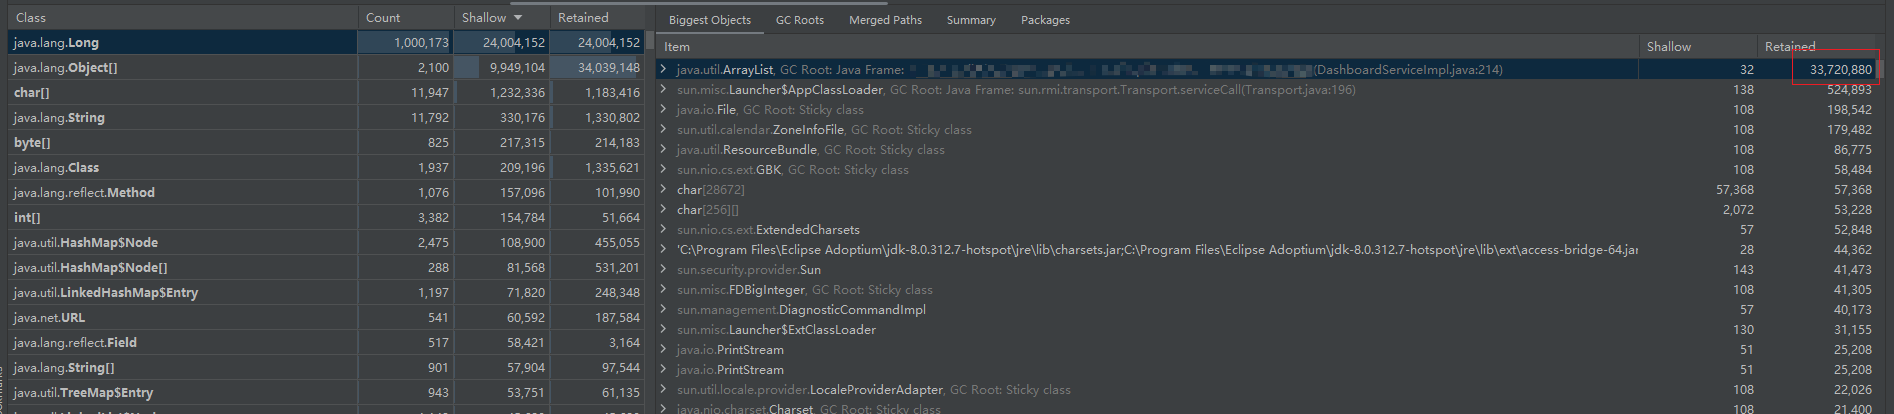 Class Count Shallow Retained
java.lang.Long 1,000,173 24,004,152 24,004,152
java.lang.Object[] 2,100 9,949,104 34,039,148
char[] 11,947 1,232,336 1,183,416
java.lang.String 11,792 330,176 1,330,802
byte[] 825 217,315 214,183
java.lang.Class 1,937 209,196 1,335,621
java.lang.reflect.Method 1,076 157,096 101,990
int[] 3,382 154,784 51,664
java.util.HashMap$Node 2,475 108,900 455,055
java.util.HashMap$Node[] 288 81,568 531,201
java.util.LinkedHashMap$Entry 1,197 71,820 248,348
java.net.URL 541 60,592 187,584
java.lang.reflect.Field 517 58,421 3,164
java.lang.String[] 901 57,904 97,544
java.util.TreeMap$Entry 943 53,751 61,135
Biggest Objects GC Roots Merged Paths Summary Packages
Item Shallow Retained
java.util.ArrayList, GC Root: Java Frame: (DashboardServiceImpl.java:214) 32 33,720,880
sun.misc.Launcher$AppClassLoader, GC Root: Java Frame: sun.rmi.transport.Transport.serviceCall(Transport.java:196) 138 524,893
java.io.File, GC Root: Sticky class 108 198,542
sun.util.calendar.ZoneInfoFile, GC Root: Sticky class 108 179,482
java.util.ResourceBundle, GC Root: Sticky class 108 86,775
sun.nio.cs.ext.GBK, GC Root: Sticky class 108 58,484
char[28672] 57,368 57,368
char[256][] 2,072 53,228
sun.nio.cs.ext.ExtendedCharsets 57 52,848
'C:\Program Files\Eclipse Adoptium\jdk-8.0.312.7-hotspot\jre\lib\charsets.jar;C:\Program Files\Eclipse Adoptium\jdk-8.0.312.7-hotspot\jre\lib\ext\access-bridge-64.jar 28 44,362
sun.security.provider.Sun 143 41,473
sun.misc.FDBigInteger, GC Root: Sticky class 108 41,305
sun.management.DiagnosticCommandImpl 57 40,173
sun.misc.Launcher$ExtClassLoader 130 31,155
java.io.PrintStream 51 25,208
java.io.PrintStream 51 25,208
sun.util.locale.provider.LocaleProviderAdapter, GC Root: Sticky class 108 22,026
java.nio.charset.Charset, GC Root: Sticky class 108 21,400